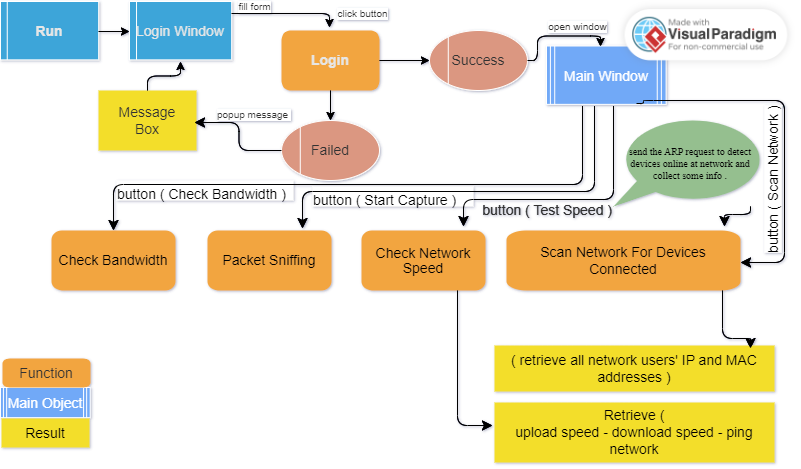 Run
Login Window
fill form
click button
Login
Success
open window
Main Window
Made with
VisualParadigm
For non-commercial use
Message
Box
popup message
Failed
send the ARP request to detect
devices online at network and
collect some info .
button ( Scan Network )
button ( Check Bandwidth )
button ( Start Capture )
button ( Test Speed )
Check Bandwidth
Packet Sniffing
Check Network
Speed
Scan Network For Devices
Connected
( retrieve all network users' IP and MAC
addresses )
Function
Main Object
Result
Retrieve (
upload speed - download speed - ping
network